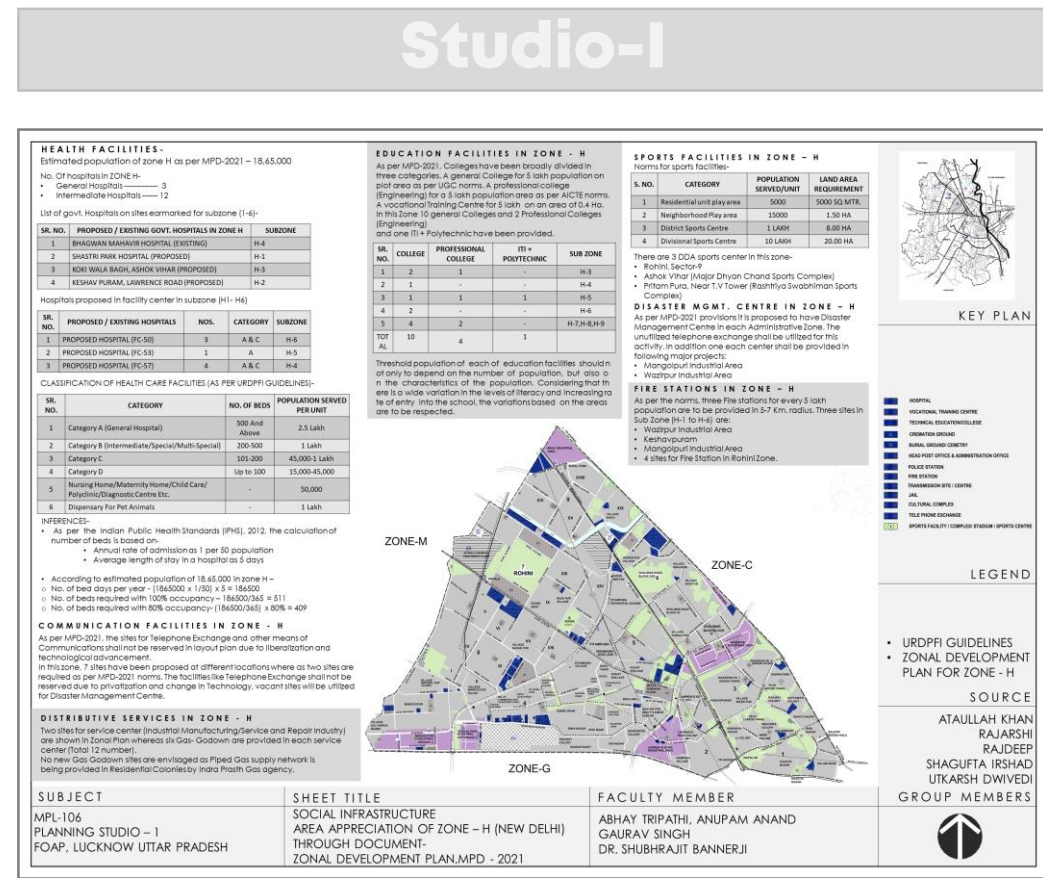 Studio-I
HEALTH FACILITIES-
Estimated population of zone H as per MPD-2021 – 18,65,000
No. Of hospitals in ZONE H-
• General Hospitals ------------- 3
• Intermediate Hospitals ------ 12
List of govt. Hospitals on sites earmarked for subzone (1-6)-
SR. NO. PROPOSED / EXISTING GOVT. HOSPITALS IN ZONE H SUBZONE
1 BHAGWAN MAHAVIR HOSPITAL (EXISTING) H-4
2 SHASTRI PARK HOSPITAL (PROPOSED) H-1
3 KOKI WALA BAGH, ASHOK VIHAR (PROPOSED) H-3
4 KESHAV PURAM, LAWRENCE ROAD (PROPOSED) H-2
Hospitals proposed in facility center in subzone (H1- H6)
SR. NO. PROPOSED / EXISTING HOSPITALS NOS. CATEGORY SUBZONE
1 PROPOSED HOSPITAL (FC-50) 3 A & C H-6
2 PROPOSED HOSPITAL (FC-53) 1 A H-5
3 PROPOSED HOSPITAL (FC-57) 4 A & C H-4
CLASSIFICATION OF HEALTH CARE FACILITIES (AS PER URDPFI GUIDELINES)-
SR. NO. CATEGORY NO. OF BEDS POPULATION SERVED PER UNIT
1 Category A (General Hospital) 500 And Above 2.5 Lakh
2 Category B (Intermediate/Special/Multi-Special) 200-500 1 Lakh
3 Category C 101-200 45,000-1 Lakh
4 Category D Up to 100 15,000-45,000
5 Nursing Home/Maternity Home/Child Care/ Polyclinic/Diagnostic Centre Etc. - 50,000
6 Dispensary For Pet Animals - 1 Lakh
INFERENCES-
• As per the Indian Public Health Standards (IPHS), 2012, the calculation of
number of beds is based on-
• Annual rate of admission as 1 per 50 population
• Average length of stay in a hospital as 5 days
• According to estimated population of 18,65,000 in zone H –
o No. of bed days per year - (1865000 x 1/50) x 5 = 186500
o No. of beds required with 100% occupancy – 186500/365 = 511
o No. of beds required with 80% occupancy- (186500/365) x 80% = 409
COMMUNICATION FACILITIES IN ZONE - H
As per MPD-2021, the sites for Telephone Exchange and other means of
Communications shall not be reserved in layout plan due to liberalization and
technological advancement.
In this zone, 7 sites have been proposed at different locations where as two sites are
required as per MPD-2021 norms. The facilities like Telephone Exchange shall not be
reserved due to privatization and change in Technology, vacant sites will be utilized
for Disaster Management Centre.
DISTRIBUTIVE SERVICES IN ZONE - H
Two sites for service center (Industrial Manufacturing/Service and Repair Industry)
are shown in Zonal Plan whereas six Gas- Godown are provided in each service
center (Total 12 number).
No new Gas Godown sites are envisaged as Piped Gas supply network is
being provided in Residential Colonies by Indra Prasth Gas agency.
EDUCATION FACILITIES IN ZONE - H
As per MPD-2021, Colleges have been broadly divided in
three categories. A general College for 5 lakh population on
plot area as per UGC norms. A professional college
(Engineering) for a 5 lakh population area as per AICTE norms.
A vocational Training Centre for 5 lakh on an area of 0.4 Ha.
In this Zone 10 general Colleges and 2 Professional Colleges
(Engineering)
and one ITI + Polytechnic have been provided.
SR. NO. COLLEGE PROFESSIONAL COLLEGE ITI + POLYTECHNIC SUB ZONE
1 2 1 - H-3
2 1 - - H-4
3 1 1 1 H-5
4 2 - - H-6
5 4 2 - H-7,H-8,H-9
TOT AL 10 4 1
Threshold population of each of education facilities should n
ot only to depend on the number of population, but also o
n the characteristics of the population. Considering that th
ere is a wide variation in the levels of literacy and increasing ra
te of entry into the school, the variations based on the areas
are to be respected.
SPORTS FACILITIES IN ZONE – H
Norms for sports facilities-
S. NO. CATEGORY POPULATION SERVED/UNIT LAND AREA REQUIREMENT
1 Residential unit play area 5000 5000 SQ.MTR.
2 Neighborhood Play area 15000 1.50 HA
3 District Sports Centre 1 LAKH 8.00 HA
4 Divisional Sports Centre 10 LAKH 20.00 HA
There are 3 DDA sports center in this zone-
• Rohini, Sector-9
• Ashok Vihar (Major Dhyan Chand Sports Complex)
• Pritam Pura, Near T.V Tower (Rashtriya Swabhiman Sports
Complex)
DISASTER MGMT. CENTRE IN ZONE – H
As per MPD-2021 provisions it is proposed to have Disaster
Management Centre in each Administrative Zone. The
unutilized telephone exchange shall be utilized for this
activity. In addition one each center shall be provided in
following major projects:
• Mangolpuri Industrial Area
• Wazirpur Industrial Area
FIRE STATIONS IN ZONE – H
As per the norms, three Fire stations for every 5 lakh
population are to be provided in 5-7 Km. radius. Three sites in
Sub Zone (H-1 to H-6) are:
• Wazirpur Industrial Area
• Keshavpuram
• Mangolpuri Industrial Area
• 4 sites for Fire Station in Rohini Zone.
ZONE-M
ZONE-C
ZONE-G
7
ROHINI
KEY PLAN
HOSPITAL
VOCATIONAL TRAINING CENTRE
TECHNICAL EDUCATION/COLLEGE
CREMATION GROUND
BURIAL GROUND CEMETRY
HEAD POST OFFICE & ADMINISTRATION OFFICE
POLICE STATION
FIRE STATION
TRANSMISSION SITE / CENTRE
JAIL
CULTURAL COMPLEX
TELE PHONE EXCHANGE
SPORTS FACILITY / COMPLEX/ STADIUM / SPORTS CENTRE
LEGEND
• URDPFI GUIDELINES
• ZONAL DEVELOPMENT
PLAN FOR ZONE - H
SOURCE
ATAULLAH KHAN
RAJARSHI
RAJDEEP
SHAGUFTA IRSHAD
UTKARSH DWIVEDI
GROUP MEMBERS
SUBJECT
MPL-106
PLANNING STUDIO – 1
FOAP, LUCKNOW UTTAR PRADESH
SHEET TITLE
SOCIAL INFRASTRUCTURE
AREA APPRECIATION OF ZONE – H (NEW DELHI)
THROUGH DOCUMENT-
ZONAL DEVELOPMENT PLAN,MPD - 2021
FACULTY MEMBER
ABHAY TRIPATHI, ANUPAM ANAND
GAURAV SINGH
DR. SHUBHRAJIT BANNERJI